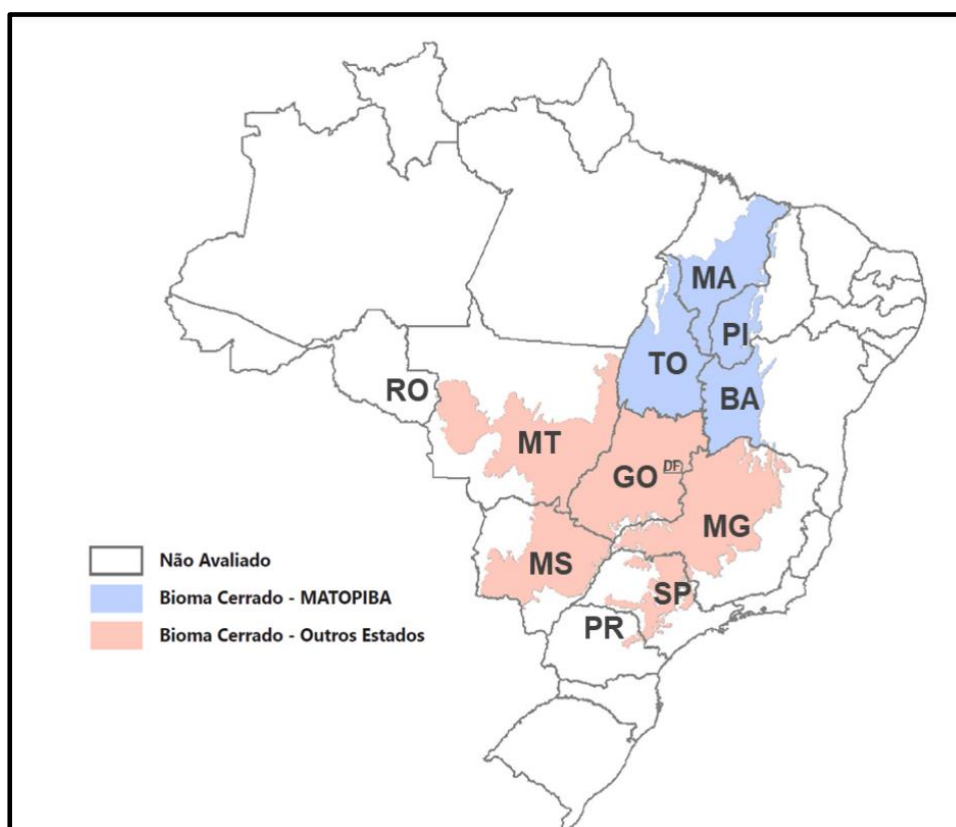 MA
PI
TO
BA
RO
MT
GO
DF
MG
MS
SP
PR
Não Avaliado
Bioma Cerrado - MATOPIBA
Bioma Cerrado - Outros Estados